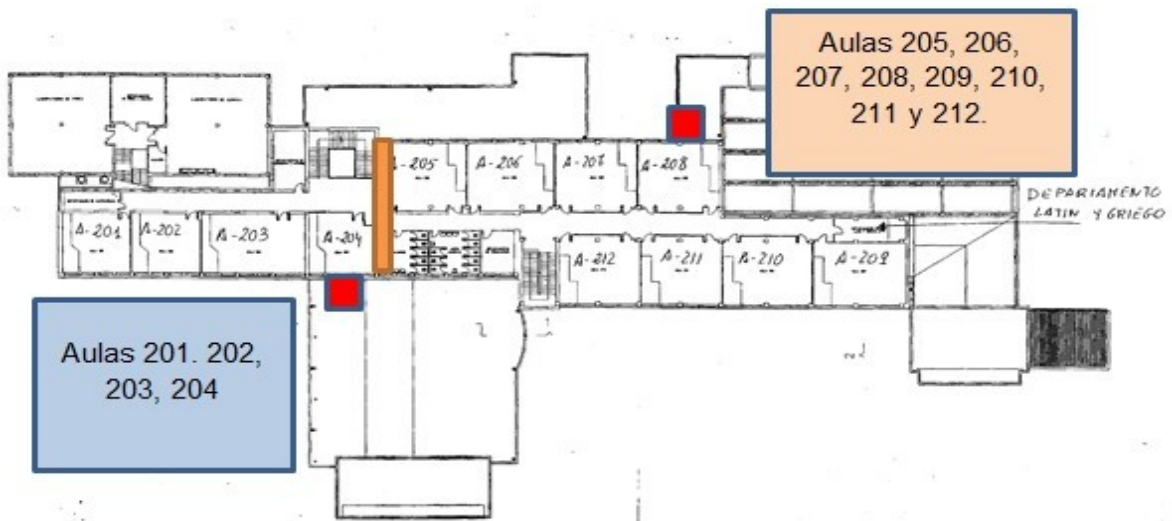 Aulas 205, 206,
207, 208, 209, 210,
211 y 212.
A-205
A-206
A-207
A-208
DEPARTAMENTO
LATIN Y GRIEGO
A-201
A-202
A-203
A-204
A-212
A-211
A-210
A-209
Aulas 201. 202,
203, 204